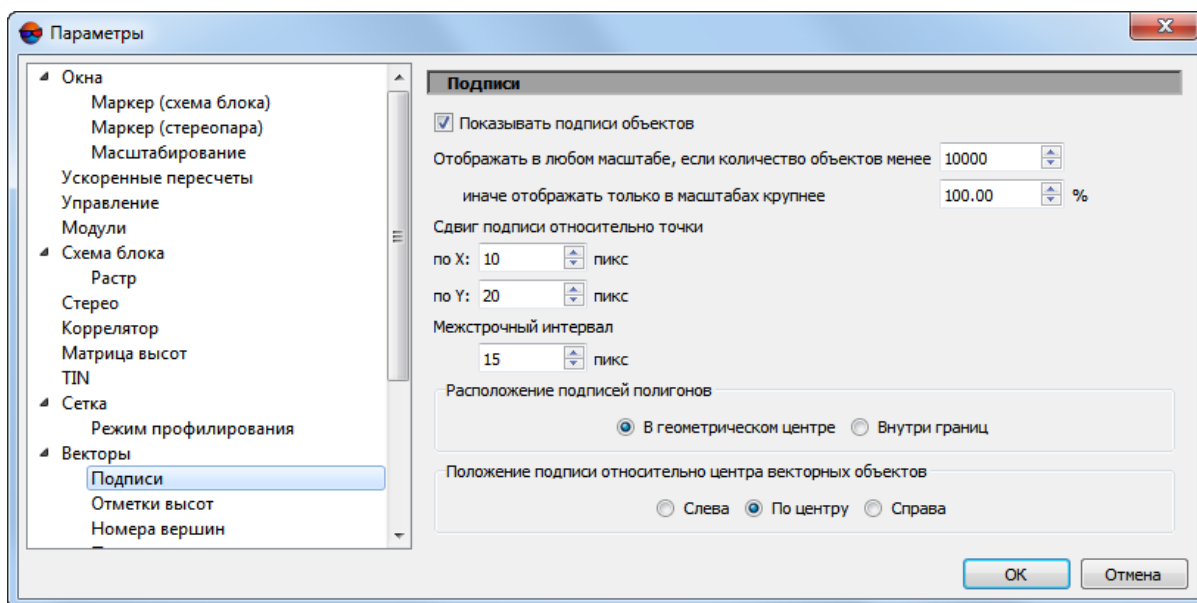 Параметры
Окна
Маркер (схема блока)
Маркер (стереопара)
Масштабирование
Ускоренные пересчеты
Управление
Модули
Схема блока
Растр
Стерео
Коррелятор
Матрица высот
TIN
Сетка
Режим профилирования
Векторы
Подписи
Отметки высот
Номера вершин
Подписи
Показывать подписи объектов
Отображать в любом масштабе, если количество объектов менее 10000
иначе отображать только в масштабах крупнее 100.00 %
Сдвиг подписи относительно точки
по X: 10 пикс
по Y: 20 пикс
Межстрочный интервал
15 пикс
Расположение подписей полигонов
В геометрическом центре Внутри границ
Положение подписи относительно центра векторных объектов
Слева По центру Справа
OK Отмена